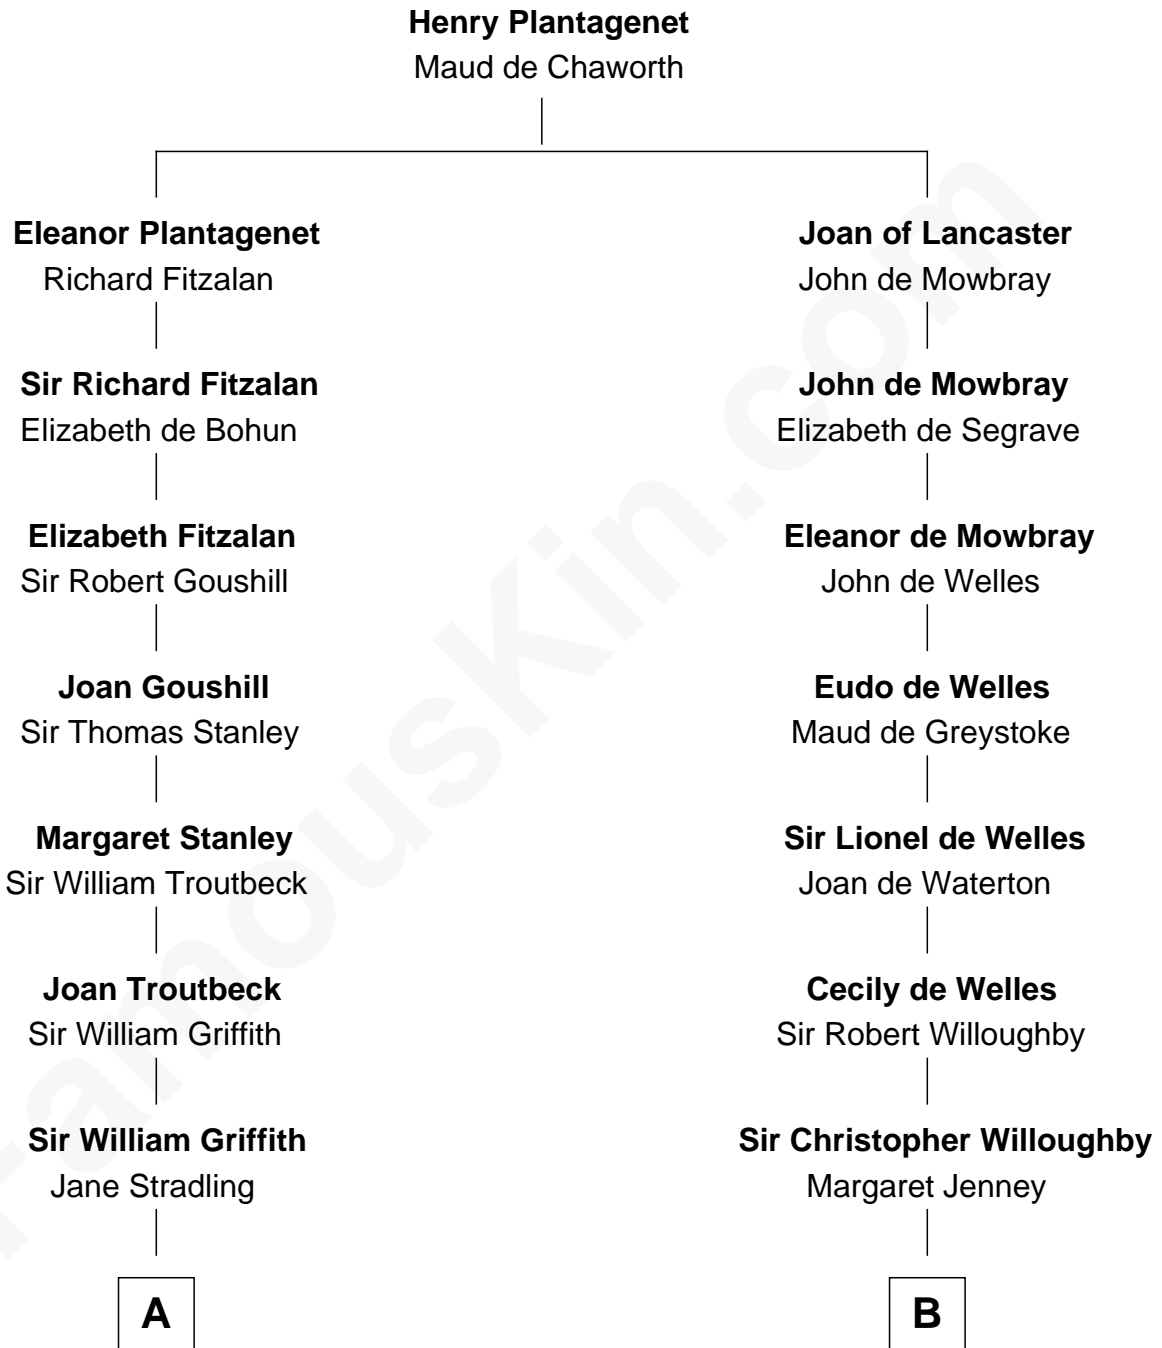 Henry Plantagenet
Maud de Chaworth
Eleanor Plantagenet
Richard Fitzalan
Joan of Lancaster
John de Mowbray
Sir Richard Fitzalan
Elizabeth de Bohun
John de Mowbray
Elizabeth de Segrave
Elizabeth Fitzalan
Sir Robert Goushill
Eleanor de Mowbray
John de Welles
Joan Goushill
Sir Thomas Stanley
Eudo de Welles
Maud de Greystoke
Margaret Stanley
Sir William Troutbeck
Sir Lionel de Welles
Joan de Waterton
Joan Troutbeck
Sir William Griffith
Cecily de Welles
Sir Robert Willoughby
Sir William Griffith
Jane Stradling
Sir Christopher Willoughby
Margaret Jenney
A
B
FamousKin.com